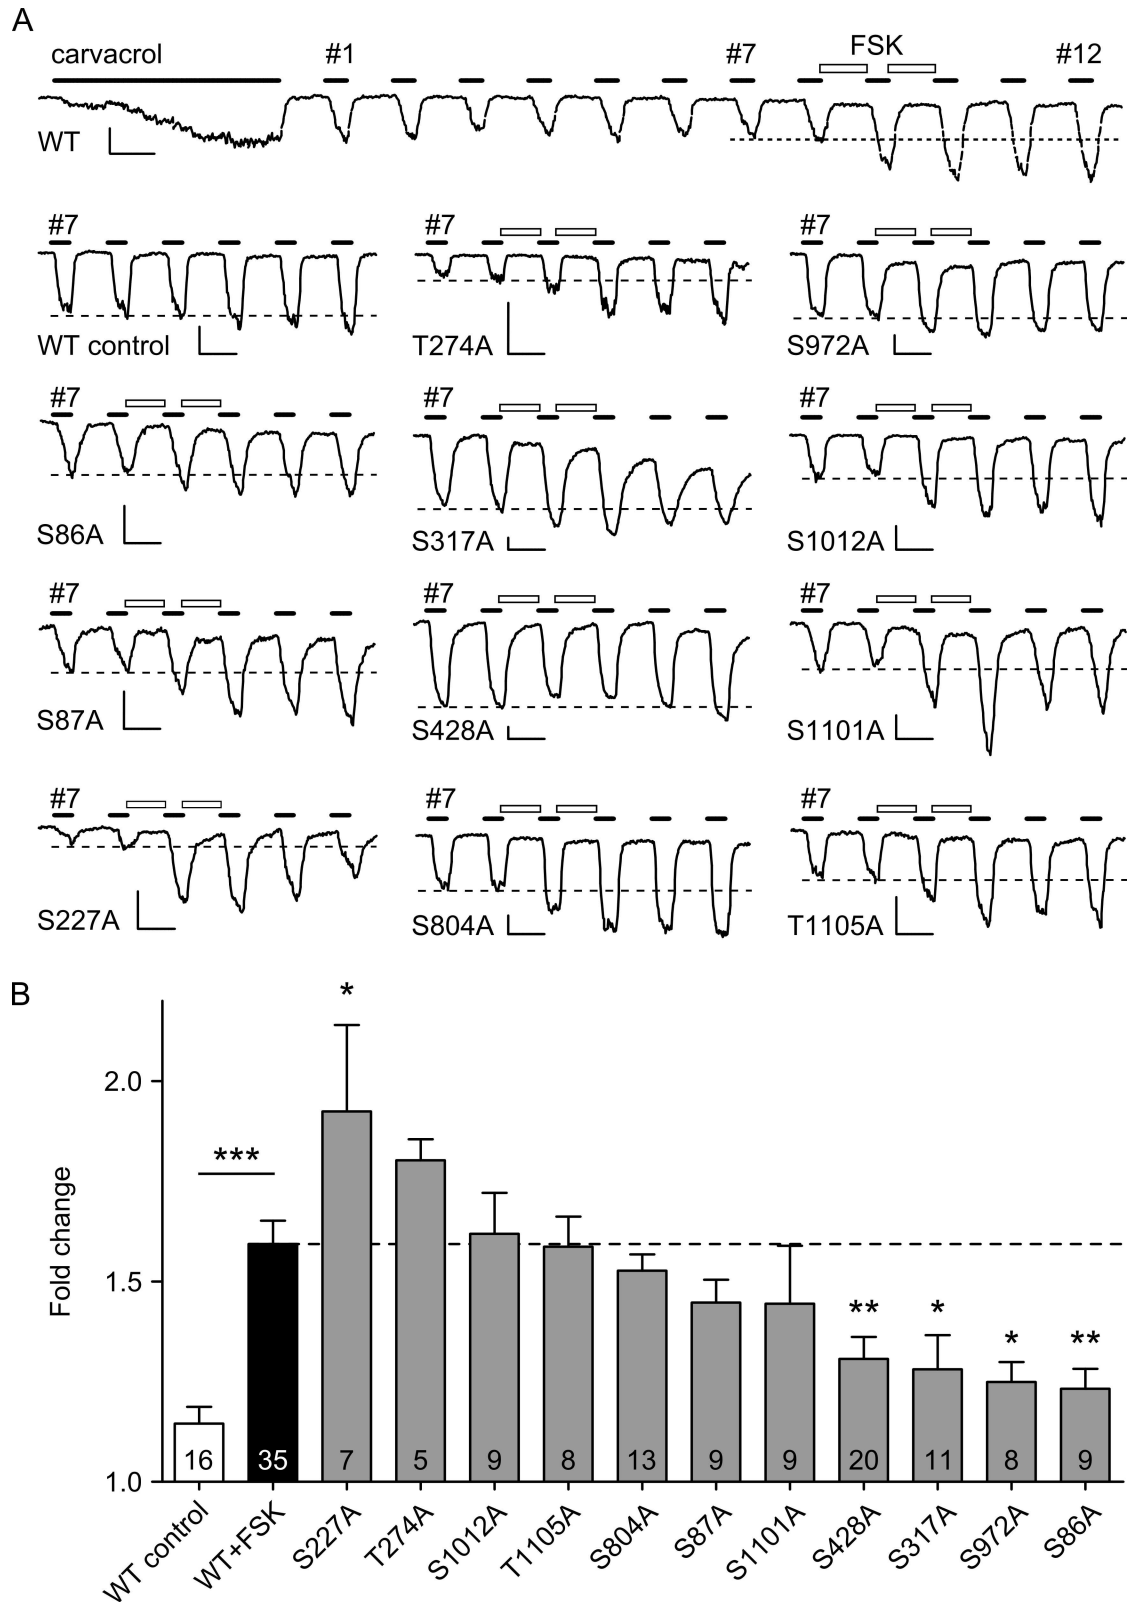 A
carvacrol #1 #7 FSK #12
WT
#7 #7 #7
WT control T274A S972A
#7 #7 #7
S86A S317A S1012A
#7 #7 #7
S87A S428A S1101A
#7 #7 #7
S227A S804A T1105A
B
*
2.0
***
1.5
** * * **
Fold change
16 35 7 5 9 8 13 9 9 20 11 8 9
1.0
WT control WT+FSK S227A T274A S1012A T1105A S804A S87A S1101A S428A S317A S972A S86A